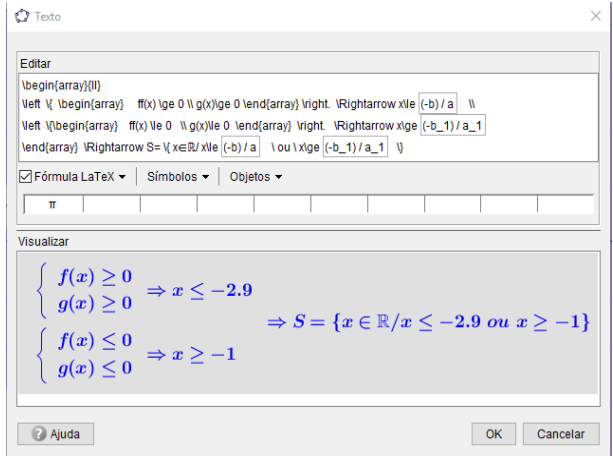 Texto
Editar
\begin{array}{ll}
\left \{ \begin{array} ff(x) \ge 0 \\ g(x)\ge 0 \end{array} \right. \Rightarrow x\le (-b) / a \\
\left \{\begin{array} ff(x) \le 0 \\ g(x)\le 0 \end{array} \right. \Rightarrow x\ge (-b_1) / a_1
\end{array} \Rightarrow S= \{ x∈ℝ/ x\le (-b) / a \ ou \ x\ge (-b_1) / a_1 \}
Fórmula LaTeX Símbolos Objetos
π
Visualizar
f(x) ≥ 0
g(x) ≥ 0 ⇒ x ≤ −2.9
⇒ S = {x ∈ ℝ/x ≤ −2.9 ou x ≥ −1}
f(x) ≤ 0
g(x) ≤ 0 ⇒ x ≥ −1
Ajuda OK Cancelar